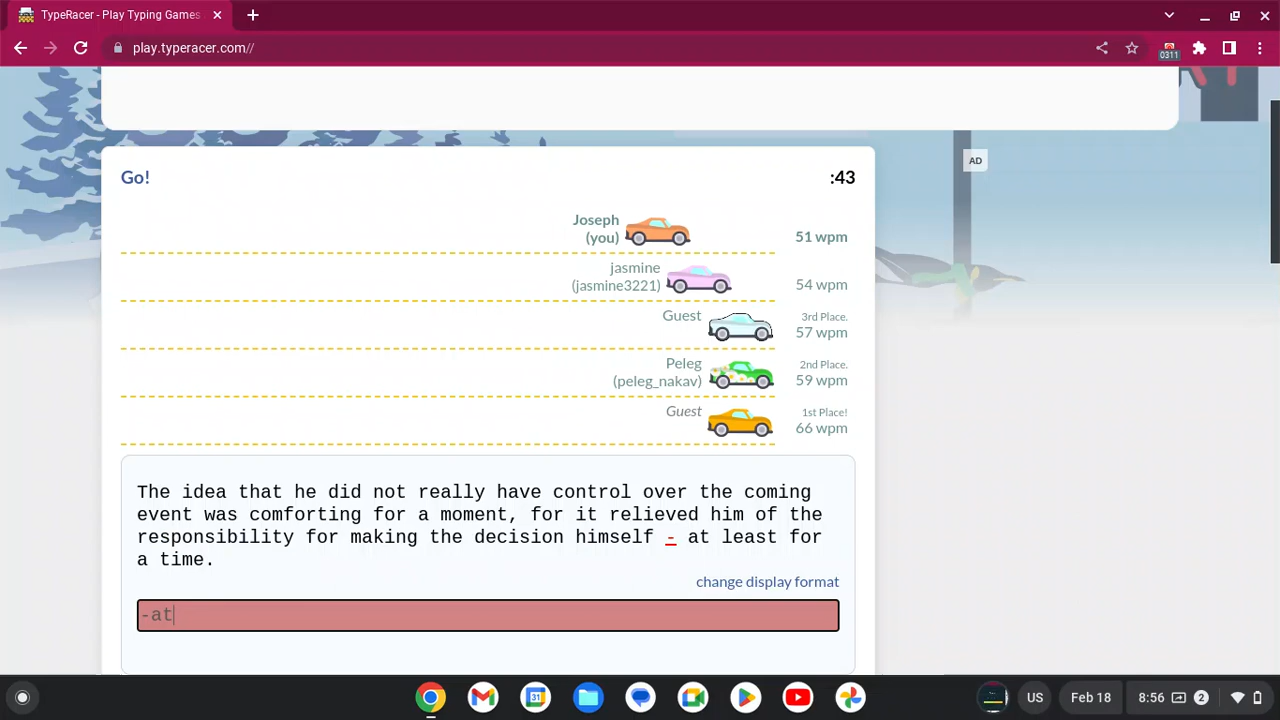 TypeRacer - Play Typing Games
play.typeracer.com//
0311
AD
Go!
:43
Joseph
(you)
51 wpm
jasmine
(jasmine3221)
54 wpm
Guest
3rd Place.
57 wpm
Peleg
(peleg_nakav)
2nd Place.
59 wpm
Guest
1st Place!
66 wpm
The idea that he did not really have control over the coming
event was comforting for a moment, for it relieved him of the
responsibility for making the decision himself - at least for
a time.
change display format
-at
31
US
Feb 18
8:56
2